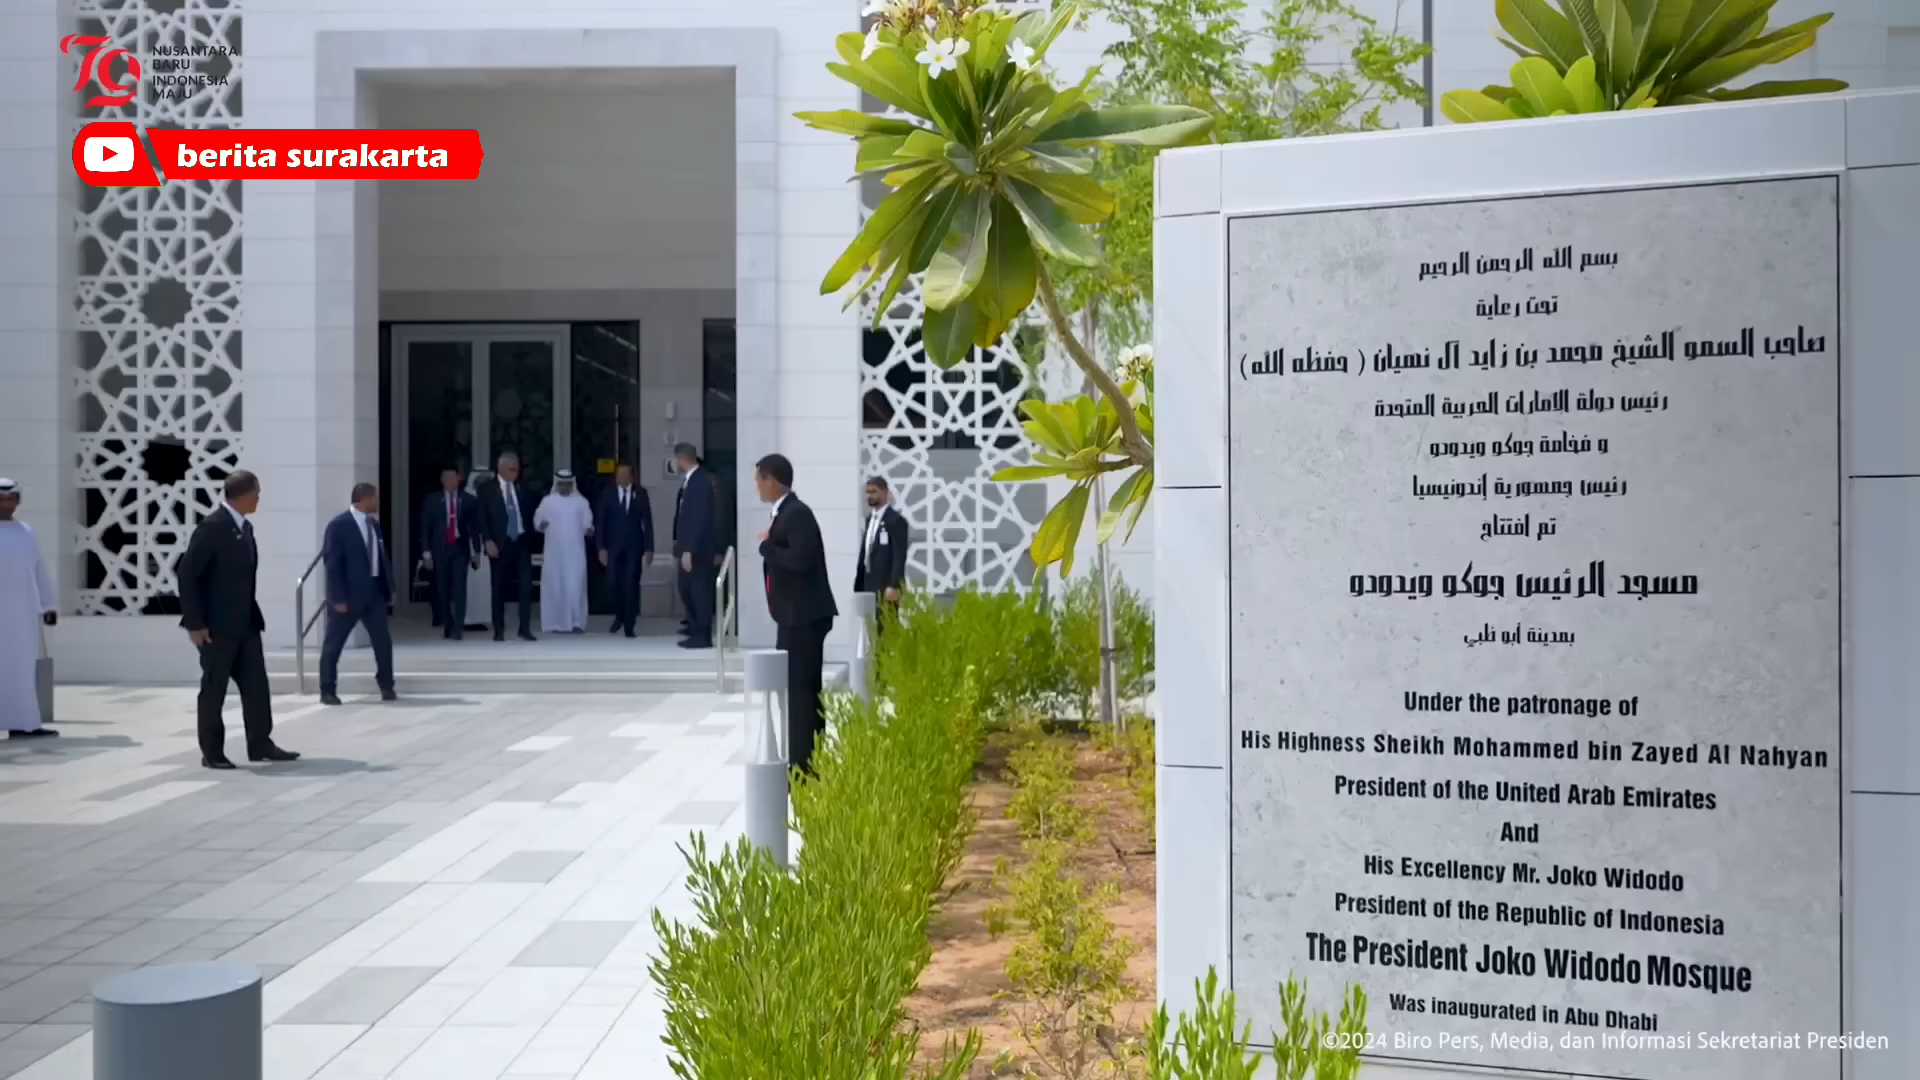 NUSANTARA
BARU
INDONESIA
MAJU
berita surakarta
بسم الله الرحمن الرحيم
تحت رعاية
صاحب السمو الشيخ محمد بن زايد آل نهيان ( حفظه الله )
رئيس دولة الامارات العربية المتحدة
و فخامة جوكو ويدودو
رئيس جمهورية إندونيسيا
تم افتتاح
مسجد الرئيس جوكو ويدودو
بمدينة أبو ظبي
Under the patronage of
His Highness Sheikh Mohammed bin Zayed Al Nahyan
President of the United Arab Emirates
And
His Excellency Mr. Joko Widodo
President of the Republic of Indonesia
The President Joko Widodo Mosque
Was inaugurated in Abu Dhabi
©2024 Biro Pers, Media, dan Informasi Sekretariat Presiden